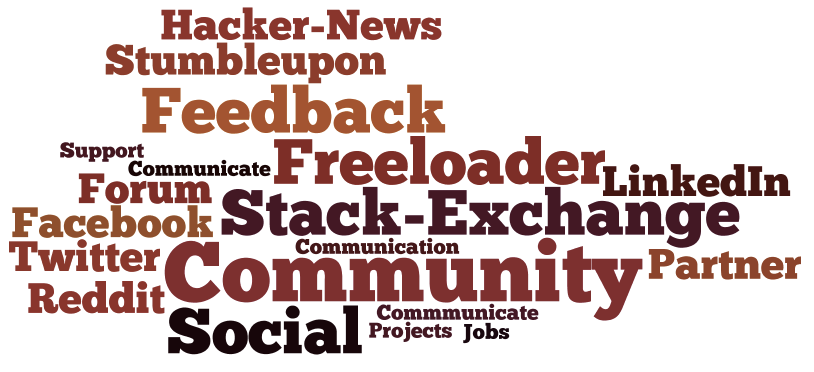 Hacker-News
Stumbleupon
Feedback
Support
Communicate
Freeloader
Forum
LinkedIn
Facebook
Stack-Exchange
Twitter
Communication
Community
Partner
Reddit
Social
Commmunicate
Projects
Jobs